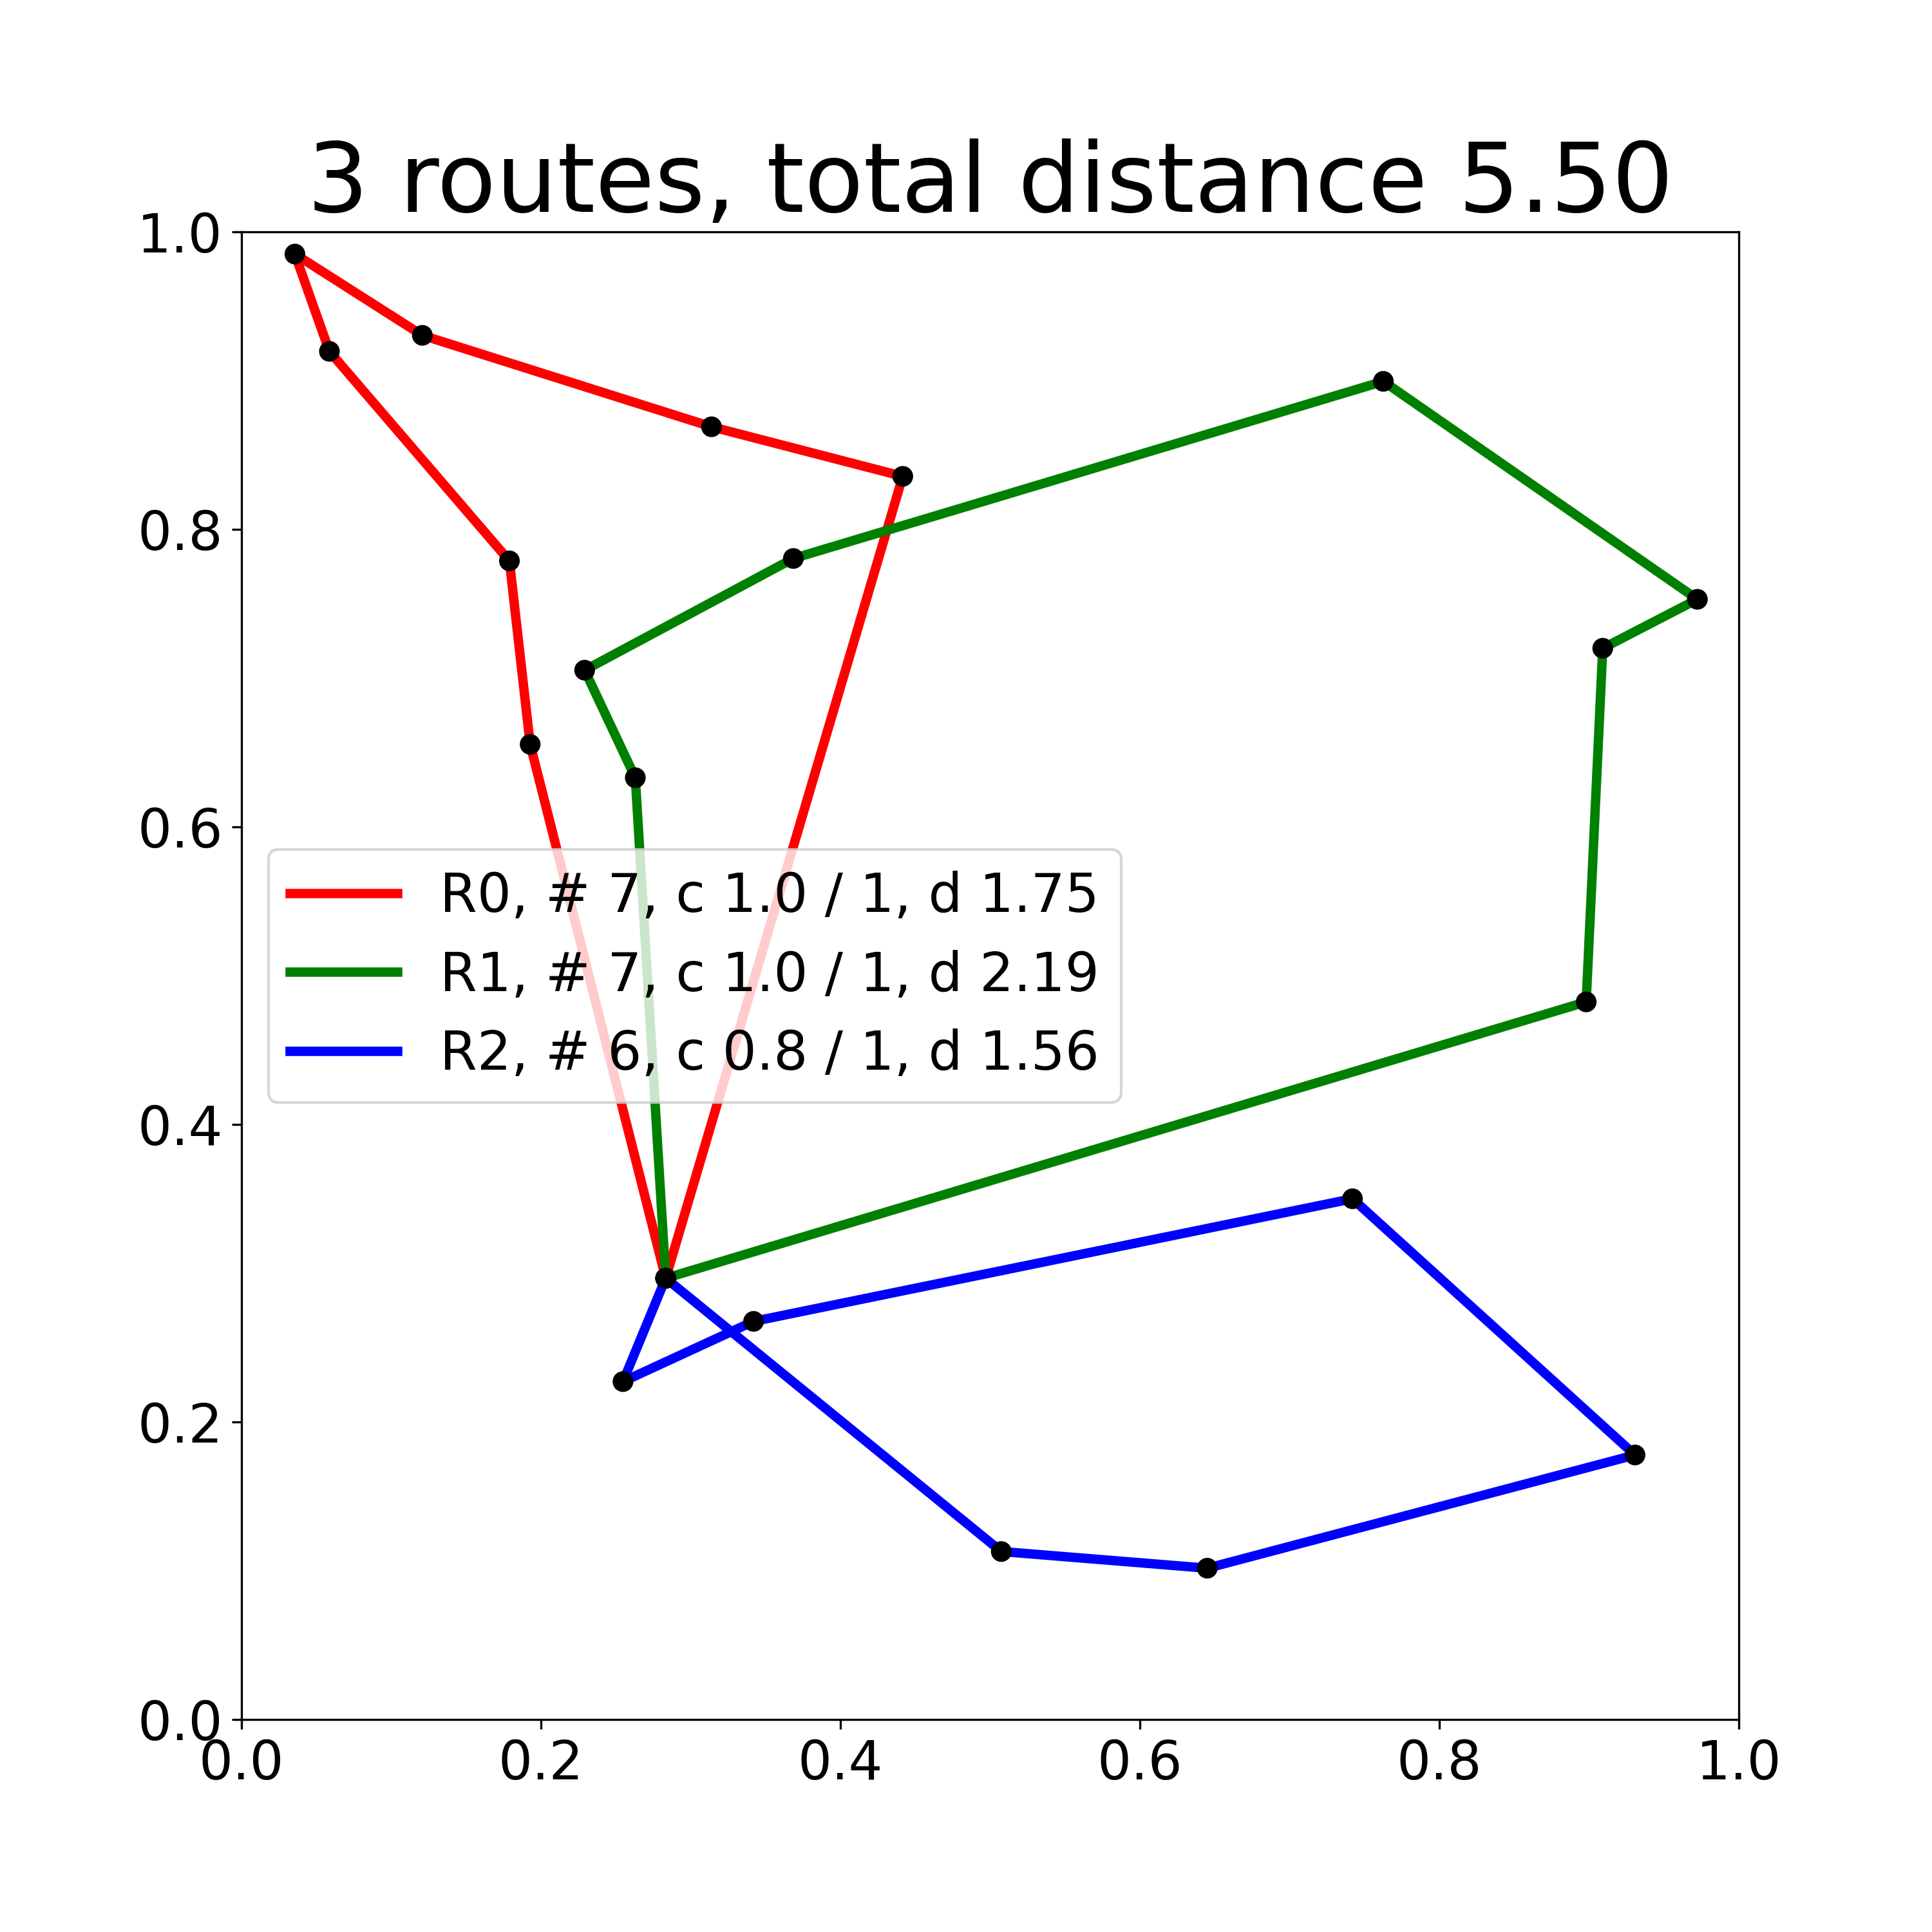 3 routes, total distance 5.50
1.0
0.8
0.6
R0, # 7, c 1.0 / 1, d 1.75
R1, # 7, c 1.0 / 1, d 2.19
R2, # 6, c 0.8 / 1, d 1.56
0.4
0.2
0.0
0.0 0.2 0.4 0.6 0.8 1.0